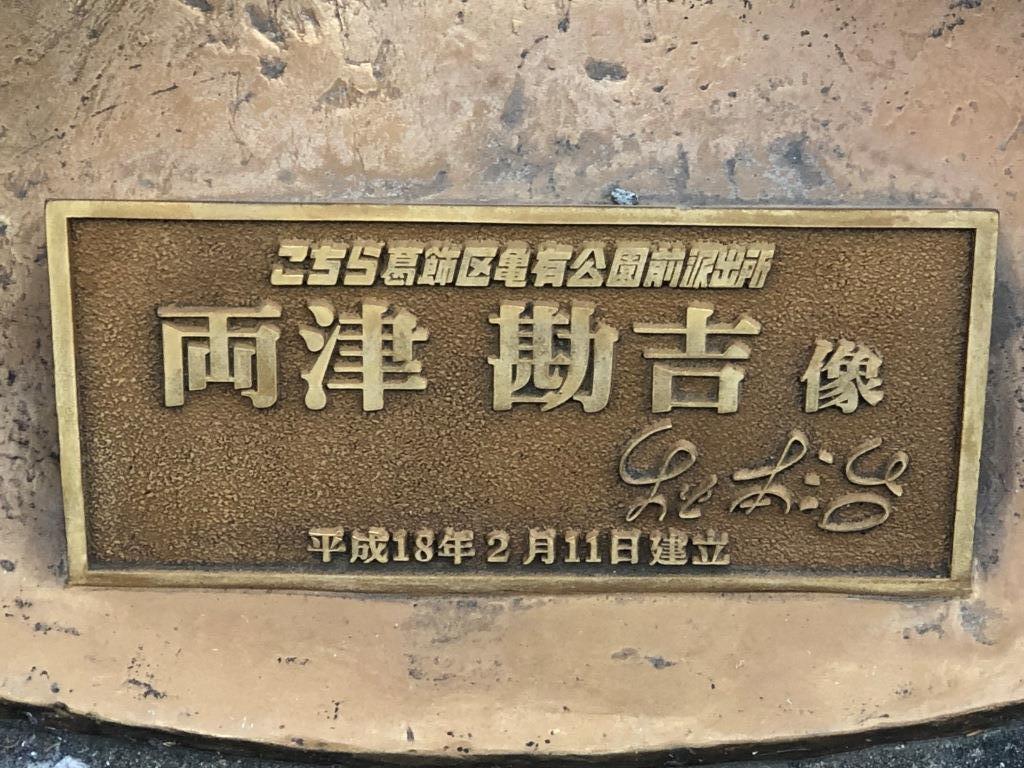 こちら葛飾区亀有公園前派出所
両津 勘吉 像
平成18年2月11日建立